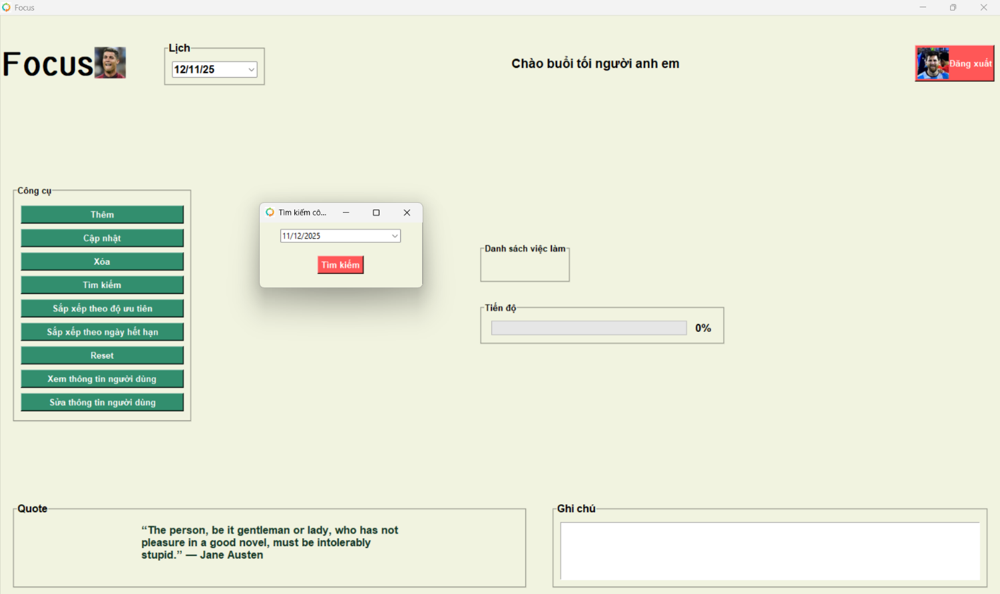 Focus
Focus
Lịch
12/11/25
Chào buổi tối người anh em
Đăng xuất
Công cụ
Thêm
Cập nhật
Xóa
Tìm kiếm
Sắp xếp theo độ ưu tiên
Sắp xếp theo ngày hết hạn
Reset
Xem thông tin người dùng
Sửa thông tin người dùng
Tìm kiếm cô...
11/12/2025
Tìm kiếm
Danh sách việc làm
Tiến độ
0%
Quote
“The person, be it gentleman or lady, who has not
pleasure in a good novel, must be intolerably
stupid.” — Jane Austen
Ghi chú